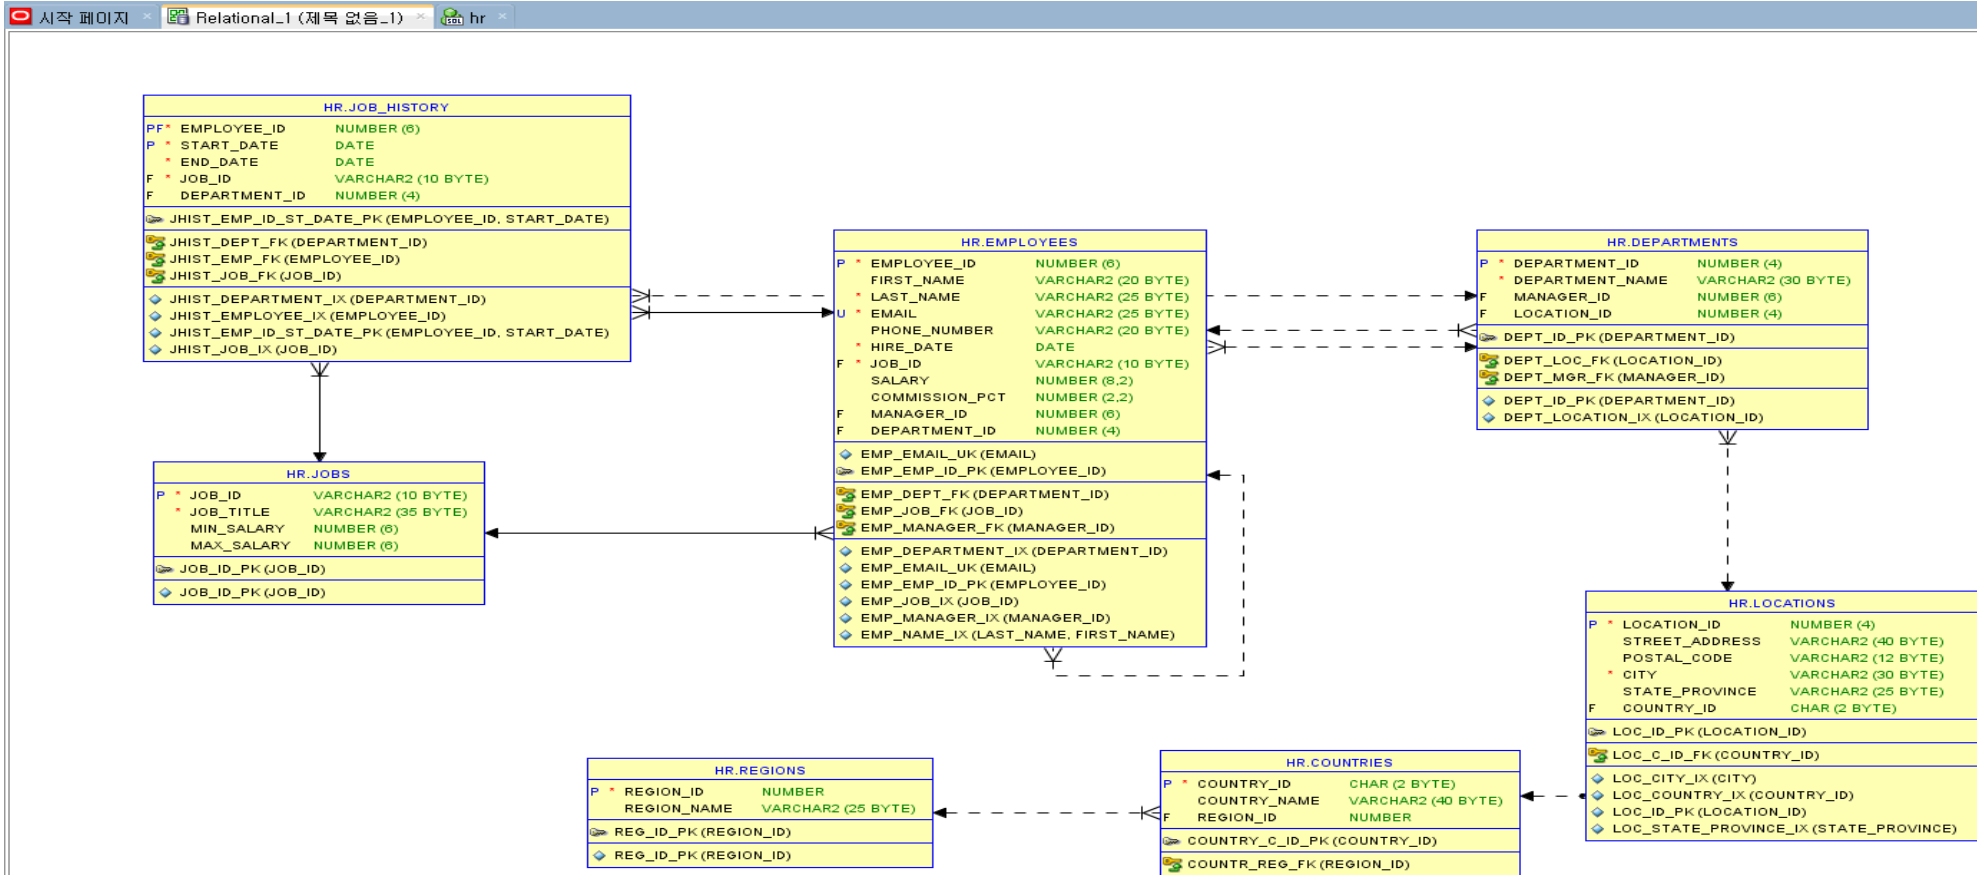 시작 페이지
Relational_1 (제목 없음_1)
hr
HR.JOB_HISTORY
PF* EMPLOYEE_ID NUMBER (6)
P * START_DATE DATE
* END_DATE DATE
F * JOB_ID VARCHAR2 (10 BYTE)
F DEPARTMENT_ID NUMBER (4)
JHIST_EMP_ID_ST_DATE_PK (EMPLOYEE_ID, START_DATE)
JHIST_DEPT_FK (DEPARTMENT_ID)
JHIST_EMP_FK (EMPLOYEE_ID)
JHIST_JOB_FK (JOB_ID)
JHIST_DEPARTMENT_IX (DEPARTMENT_ID)
JHIST_EMPLOYEE_IX (EMPLOYEE_ID)
JHIST_EMP_ID_ST_DATE_PK (EMPLOYEE_ID, START_DATE)
JHIST_JOB_IX (JOB_ID)
HR.EMPLOYEES
P * EMPLOYEE_ID NUMBER (6)
FIRST_NAME VARCHAR2 (20 BYTE)
* LAST_NAME VARCHAR2 (25 BYTE)
U * EMAIL VARCHAR2 (25 BYTE)
PHONE_NUMBER VARCHAR2 (20 BYTE)
* HIRE_DATE DATE
F * JOB_ID VARCHAR2 (10 BYTE)
SALARY NUMBER (8,2)
COMMISSION_PCT NUMBER (2,2)
F MANAGER_ID NUMBER (6)
F DEPARTMENT_ID NUMBER (4)
EMP_EMAIL_UK (EMAIL)
EMP_EMP_ID_PK (EMPLOYEE_ID)
EMP_DEPT_FK (DEPARTMENT_ID)
EMP_JOB_FK (JOB_ID)
EMP_MANAGER_FK (MANAGER_ID)
EMP_DEPARTMENT_IX (DEPARTMENT_ID)
EMP_EMAIL_UK (EMAIL)
EMP_EMP_ID_PK (EMPLOYEE_ID)
EMP_JOB_IX (JOB_ID)
EMP_MANAGER_IX (MANAGER_ID)
EMP_NAME_IX (LAST_NAME, FIRST_NAME)
HR.DEPARTMENTS
P * DEPARTMENT_ID NUMBER (4)
* DEPARTMENT_NAME VARCHAR2 (30 BYTE)
F MANAGER_ID NUMBER (6)
F LOCATION_ID NUMBER (4)
DEPT_ID_PK (DEPARTMENT_ID)
DEPT_LOC_FK (LOCATION_ID)
DEPT_MGR_FK (MANAGER_ID)
DEPT_ID_PK (DEPARTMENT_ID)
DEPT_LOCATION_IX (LOCATION_ID)
HR.JOBS
P * JOB_ID VARCHAR2 (10 BYTE)
* JOB_TITLE VARCHAR2 (35 BYTE)
MIN_SALARY NUMBER (6)
MAX_SALARY NUMBER (6)
JOB_ID_PK (JOB_ID)
JOB_ID_PK (JOB_ID)
HR.LOCATIONS
P * LOCATION_ID NUMBER (4)
STREET_ADDRESS VARCHAR2 (40 BYTE)
POSTAL_CODE VARCHAR2 (12 BYTE)
* CITY VARCHAR2 (30 BYTE)
STATE_PROVINCE VARCHAR2 (25 BYTE)
F COUNTRY_ID CHAR (2 BYTE)
LOC_ID_PK (LOCATION_ID)
LOC_C_ID_FK (COUNTRY_ID)
LOC_CITY_IX (CITY)
LOC_COUNTRY_IX (COUNTRY_ID)
LOC_ID_PK (LOCATION_ID)
LOC_STATE_PROVINCE_IX (STATE_PROVINCE)
HR.REGIONS
P * REGION_ID NUMBER
REGION_NAME VARCHAR2 (25 BYTE)
REG_ID_PK (REGION_ID)
REG_ID_PK (REGION_ID)
HR.COUNTRIES
P * COUNTRY_ID CHAR (2 BYTE)
COUNTRY_NAME VARCHAR2 (40 BYTE)
F REGION_ID NUMBER
COUNTRY_C_ID_PK (COUNTRY_ID)
COUNTR_REG_FK (REGION_ID)